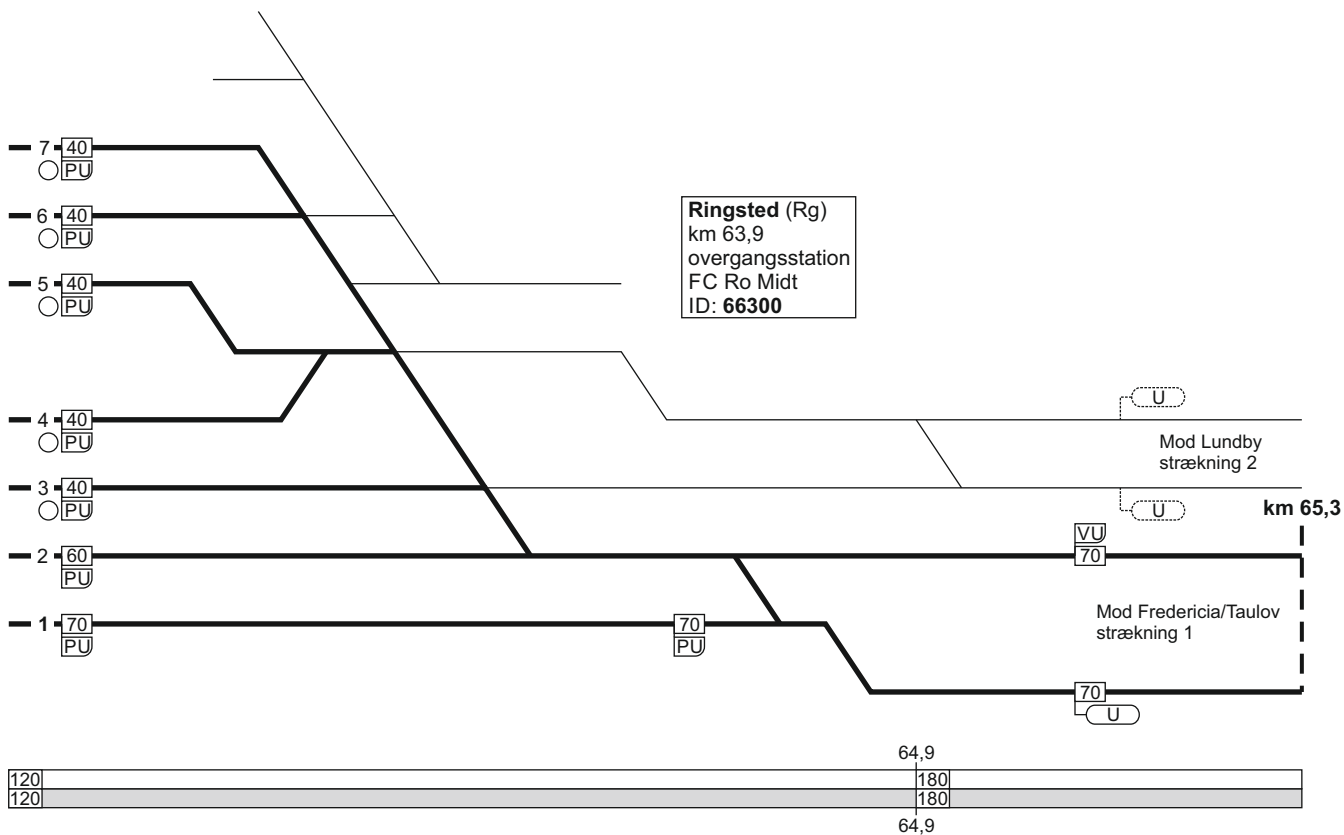 7 40
PU
6 40
PU
Ringsted (Rg)
km 63,9
overgangsstation
FC Ro Midt
ID: 66300
5 40
PU
4 40
PU
U
Mod Lundby
strækning 2
3 40
PU
U
km 65,3
2 60
PU
VU
70
1 70
PU
70
PU
Mod Fredericia/Taulov
strækning 1
70
U
64,9
120 180
120 180
64,9